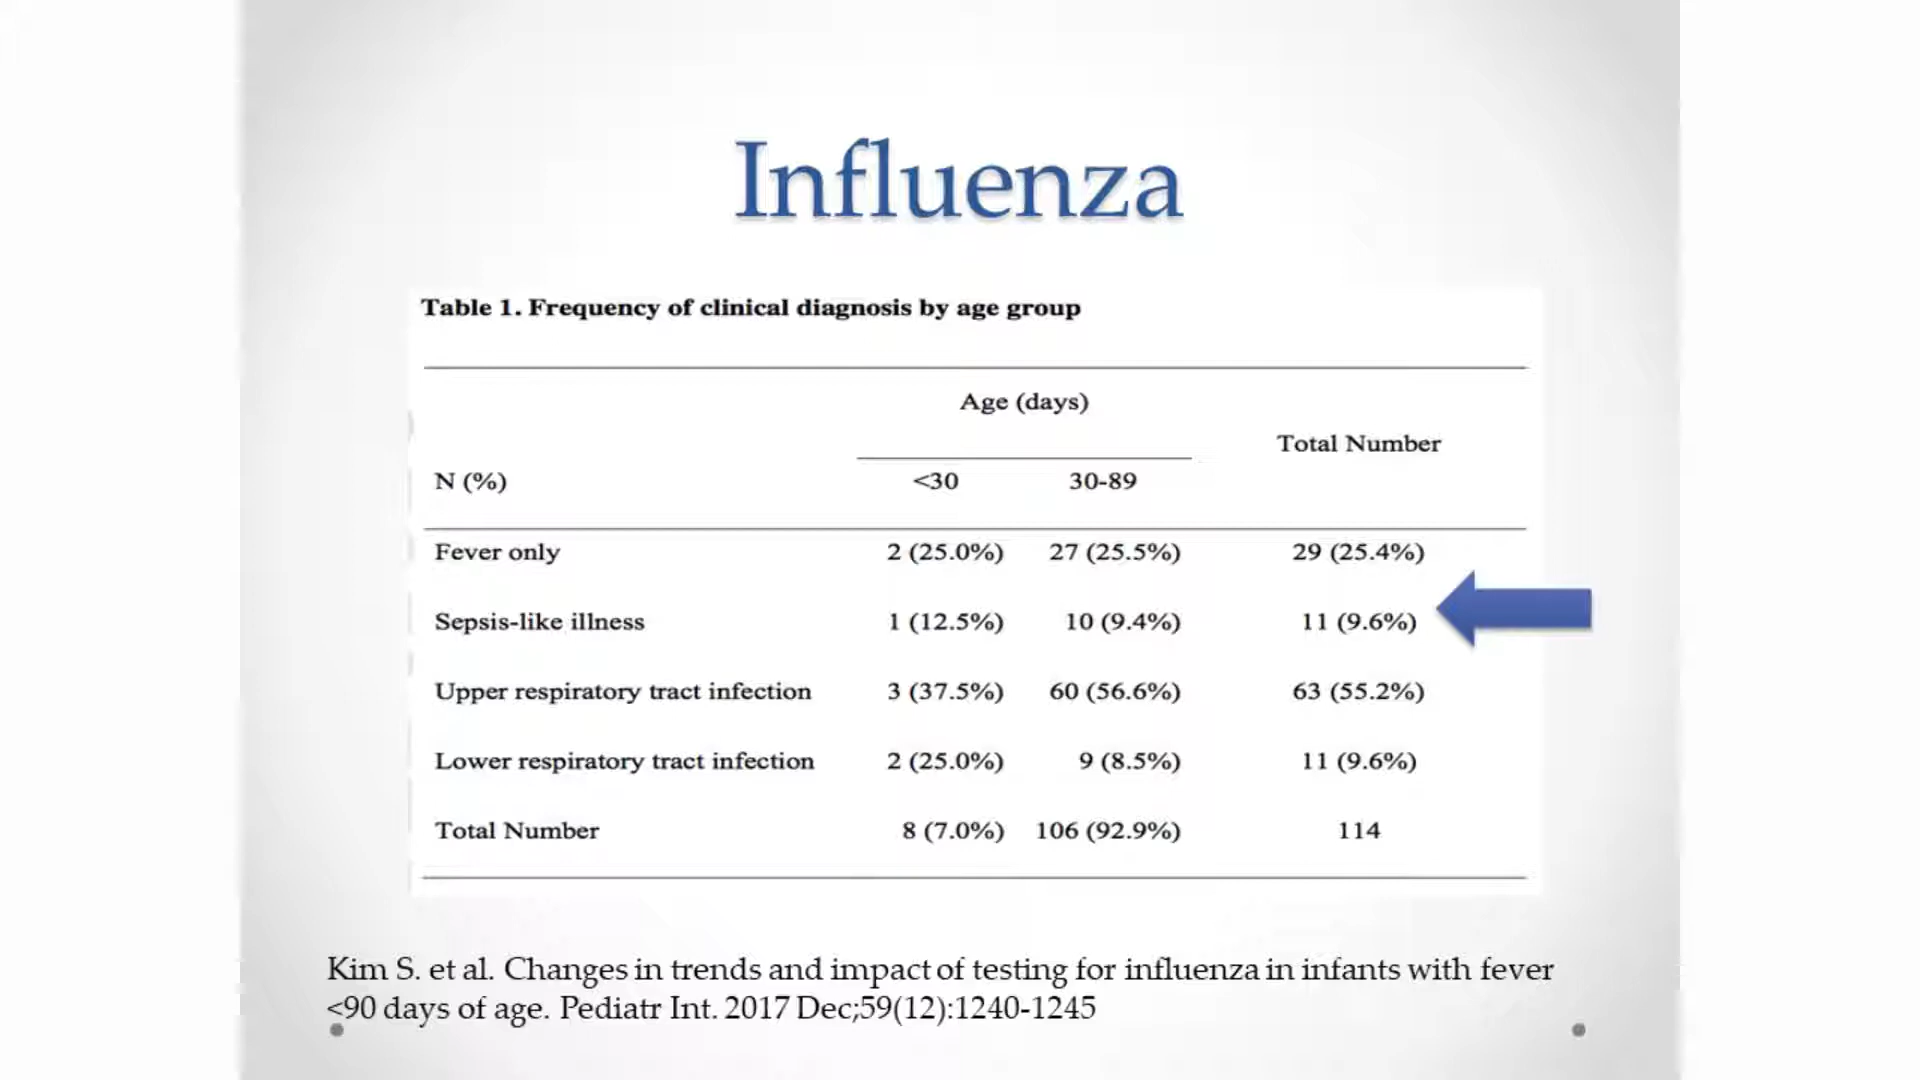 Influenza
Table 1. Frequency of clinical diagnosis by age group
Age (days)
Total Number
N (%) <30 30-89
Fever only 2 (25.0%) 27 (25.5%) 29 (25.4%)
Sepsis-like illness 1 (12.5%) 10 (9.4%) 11 (9.6%)
Upper respiratory tract infection 3 (37.5%) 60 (56.6%) 63 (55.2%)
Lower respiratory tract infection 2 (25.0%) 9 (8.5%) 11 (9.6%)
Total Number 8 (7.0%) 106 (92.9%) 114
Kim S. et al. Changes in trends and impact of testing for influenza in infants with fever
<90 days of age. Pediatr Int. 2017 Dec;59(12):1240-1245